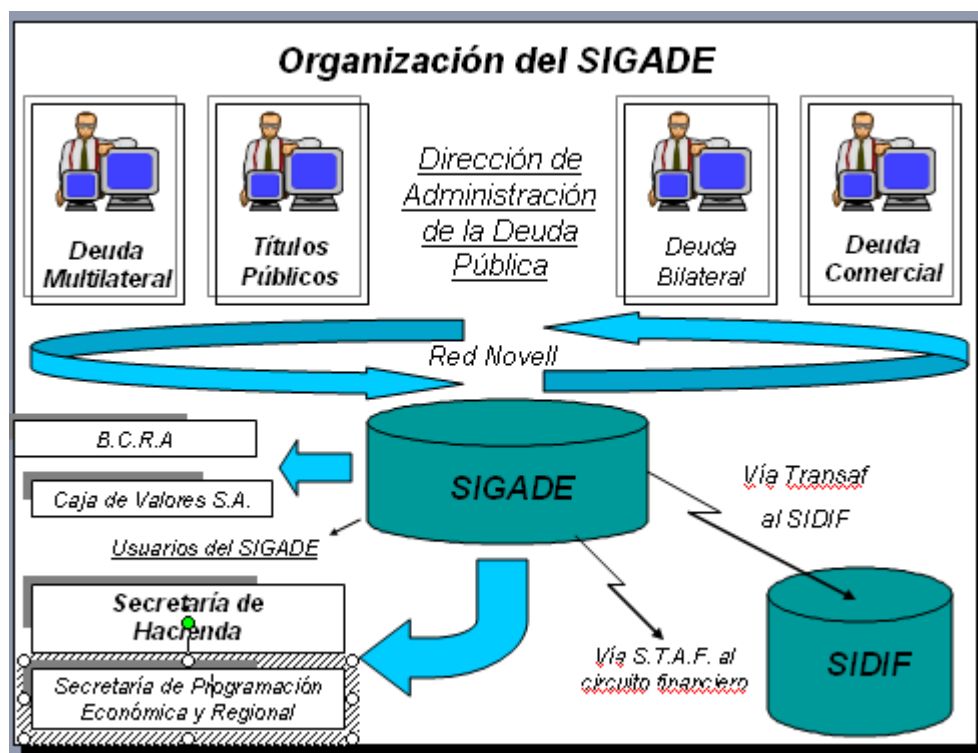 Organización del SIGADE
Deuda
Multilateral
Títulos
Públicos
Dirección de
Administración
de la Deuda
Pública
Deuda
Bilateral
Deuda
Comercial
Red Novell
B.C.R.A
Caja de Valores S.A.
Usuarios del SIGADE
SIGADE
Vía Transaf
al SIDIF
Secretaría de
Hacienda
Secretaría de Programación
Económica y Regional
Vía S.T.A.F. al
circuito financiero
SIDIF